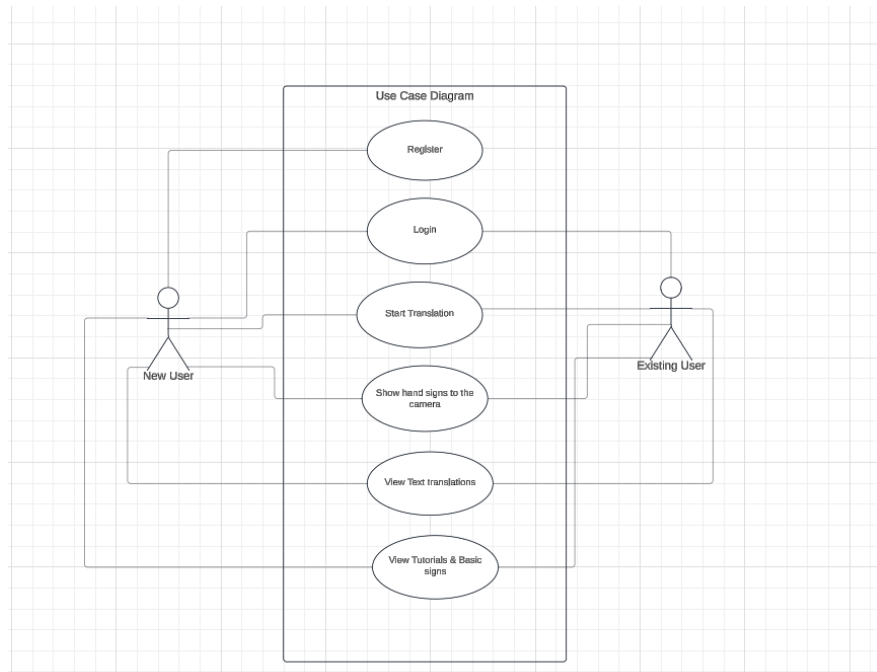 Use Case Diagram
Register
Login
Start Translation
Show hand signs to the
camera
New User
Existing User
View Text translations
View Tutorials & Basic
signs